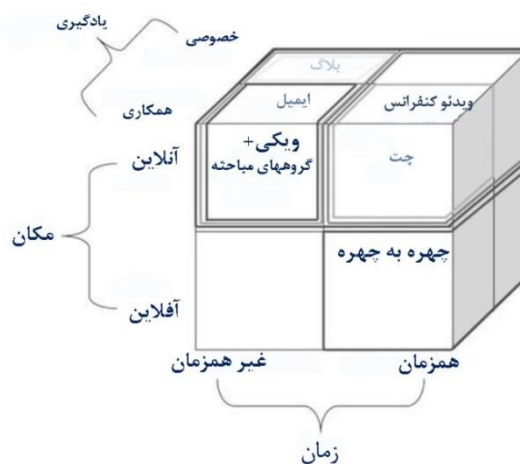 یادگیری
خصوصی
همکاری
بلاگ
ایمیل
ویدئو کنفرانس
ویکی+
گروههای مباحثه
چت
آنلاین
مکان
چهره به چهره
آفلاین
غیر همزمان
همزمان
زمان